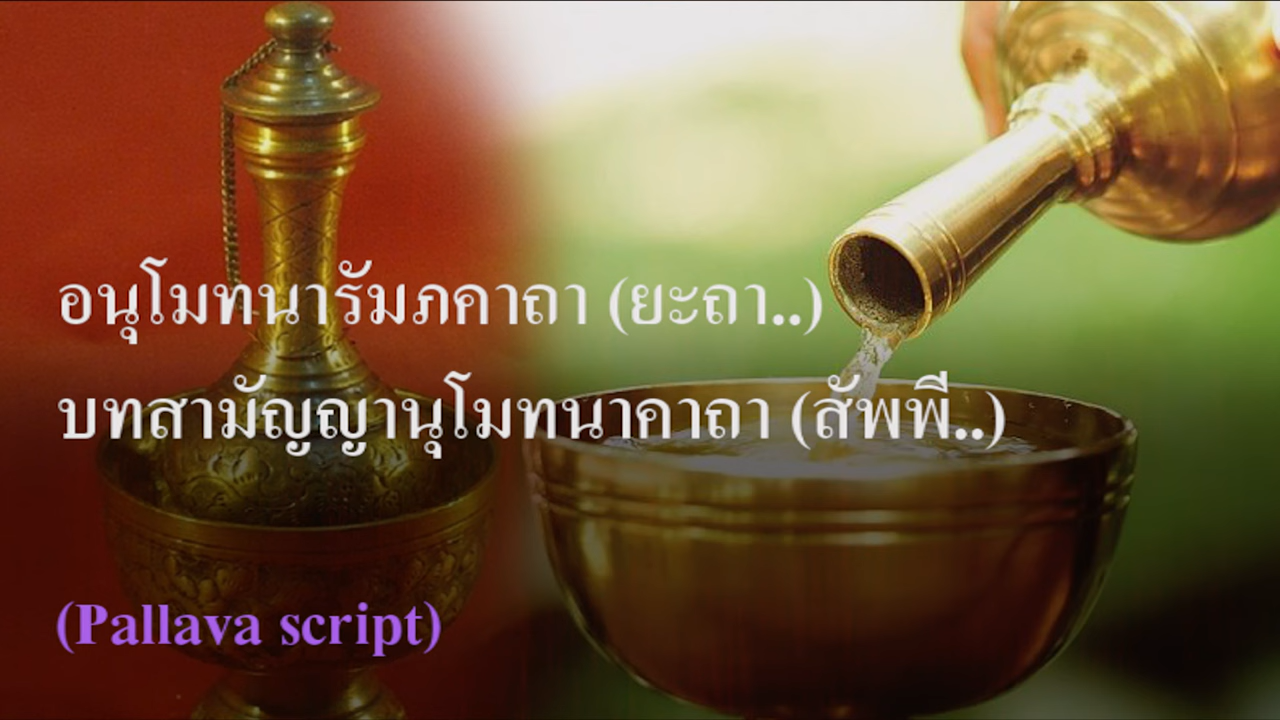 อนุโมทนารัมภคาถา (ยะถา..)
บทสามัญญานุโมทนาคาถา (สัพพี..)
(Pallava script)